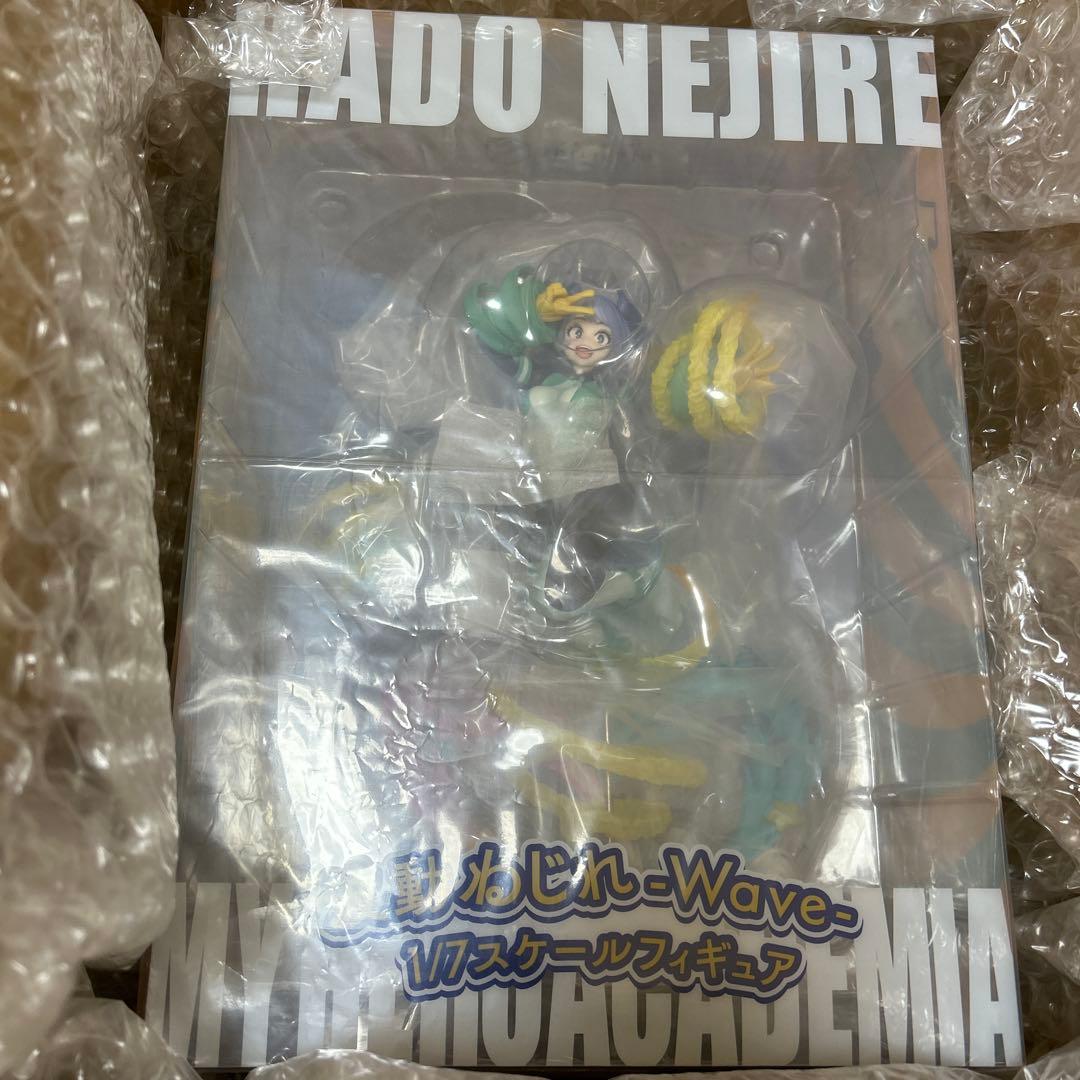 HADO NEJIRE
動ねじれ -Wave-
1/7スケールフィギュア
MY HEROACADEMIA